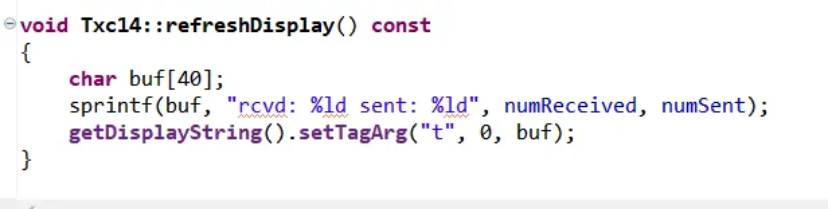 void Txc14::refreshDisplay() const
{
    char buf[40];
    sprintf(buf, "rcvd: %ld sent: %ld", numReceived, numSent);
    getDisplayString().setTagArg("t", 0, buf);
}